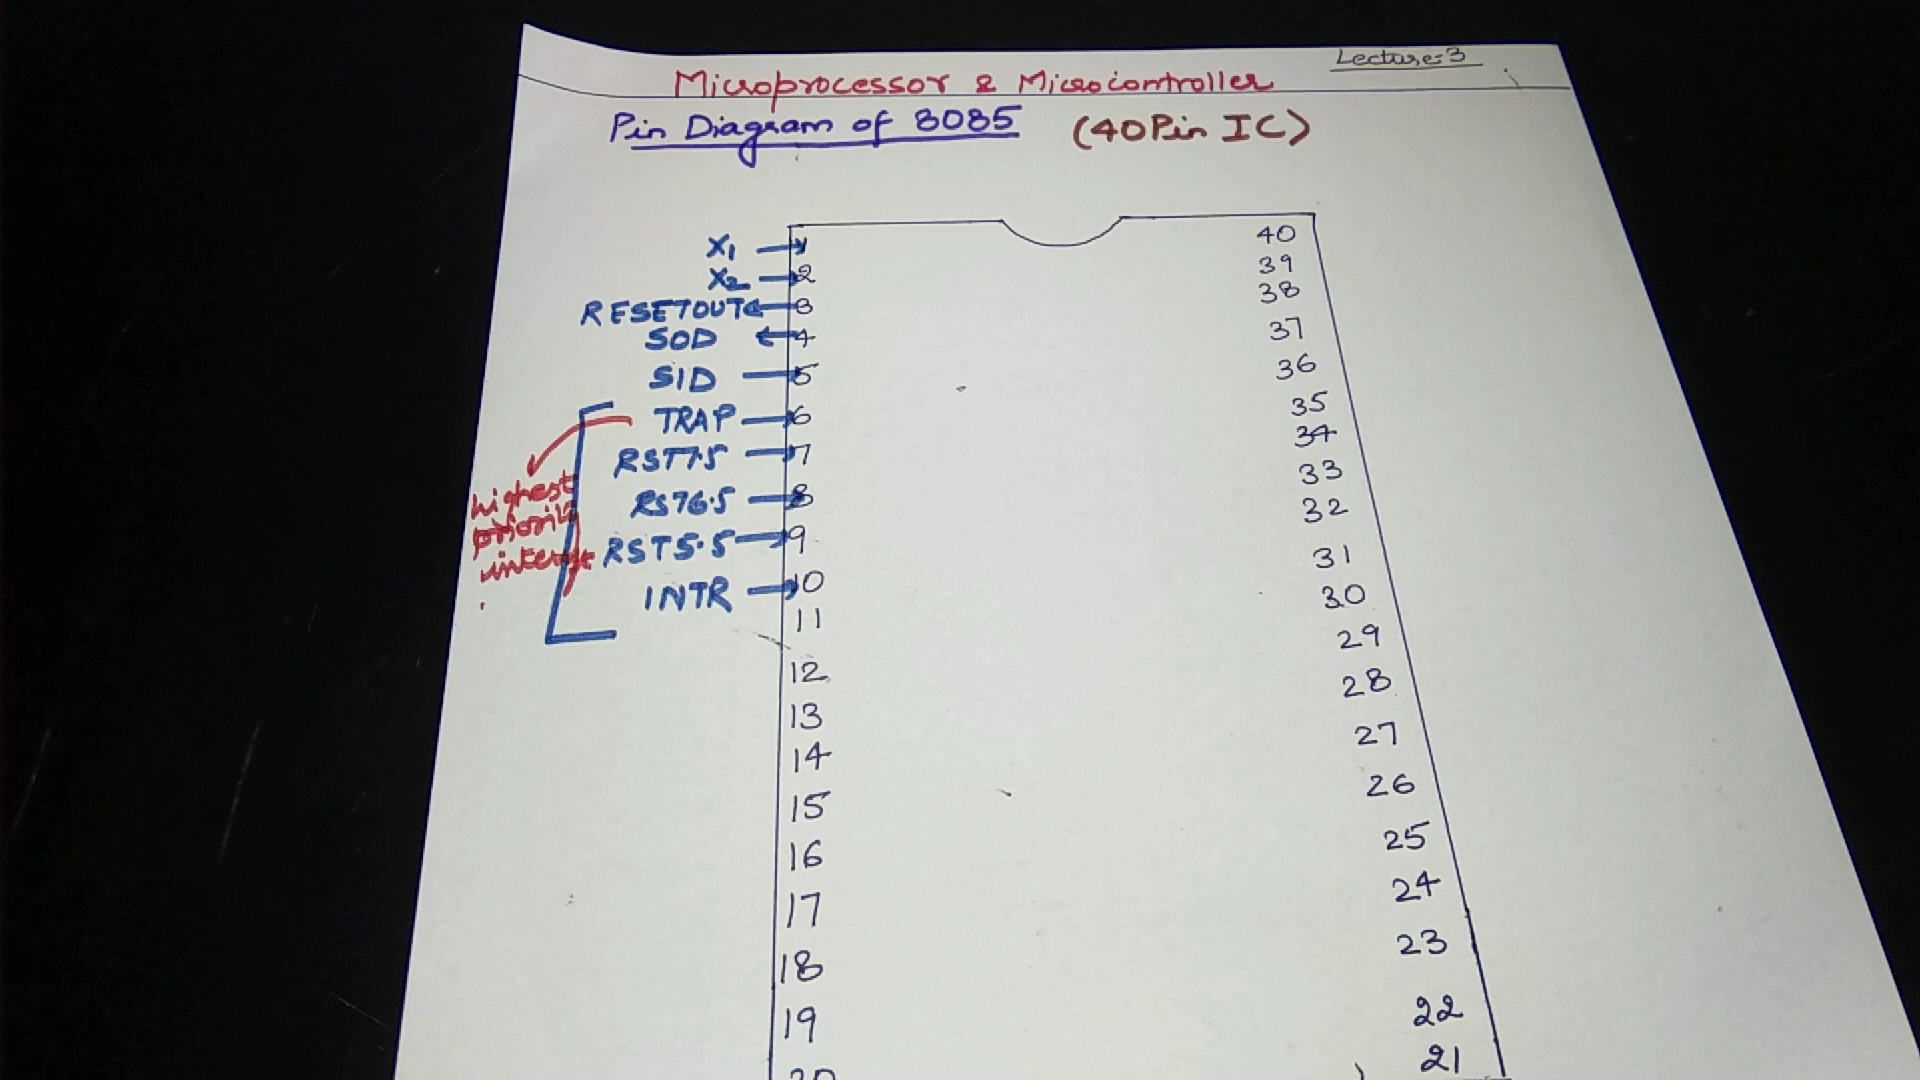 Lecture-3
Microprocessor & Microcontroller
Pin Diagram of 8085 (40 Pin IC)
X1 1 40
X2 2 39
RESETOUT 3 38
SOD 4 37
SID 5 36
TRAP 6 35
RST7.5 7 34
RST6.5 8 33
RST5.5 9 32
INTR 10 31
highest
priority
11 30
12 29
13 28
14 27
15 26
16 25
17 24
18 23
19 22
20 21